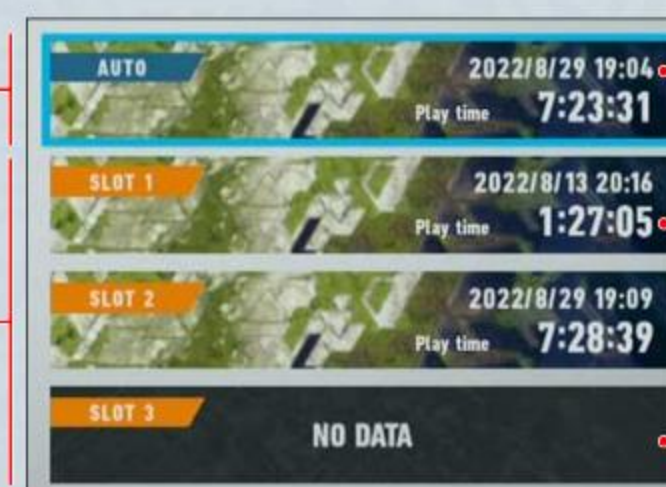 AUTO
2022/8/29 19:04
Play time 7:23:31
SLOT 1
2022/8/13 20:16
Play time 1:27:05
SLOT 2
2022/8/29 19:09
Play time 7:28:39
SLOT 3
NO DATA